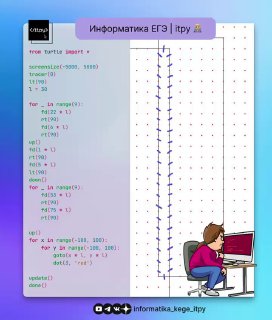 Информатика ЕГЭ | itpy 👨‍💻
</itpy>
from turtle import *
screensize(-5000, 5000)
tracer(0)
lt(90)
l = 30
for _ in range(9):
fd(22 * l)
rt(90)
fd(6 * l)
rt(90)
up()
fd(1 * l)
rt(90)
fd(5 * l)
lt(90)
down()
for _ in range(9):
fd(53 * l)
rt(90)
fd(75 * l)
rt(90)
up()
for x in range(-100, 100):
for y in range(-100, 100):
goto(x * l, y * l)
dot(3, 'red')
update()
done()
informatika_kege_itpy